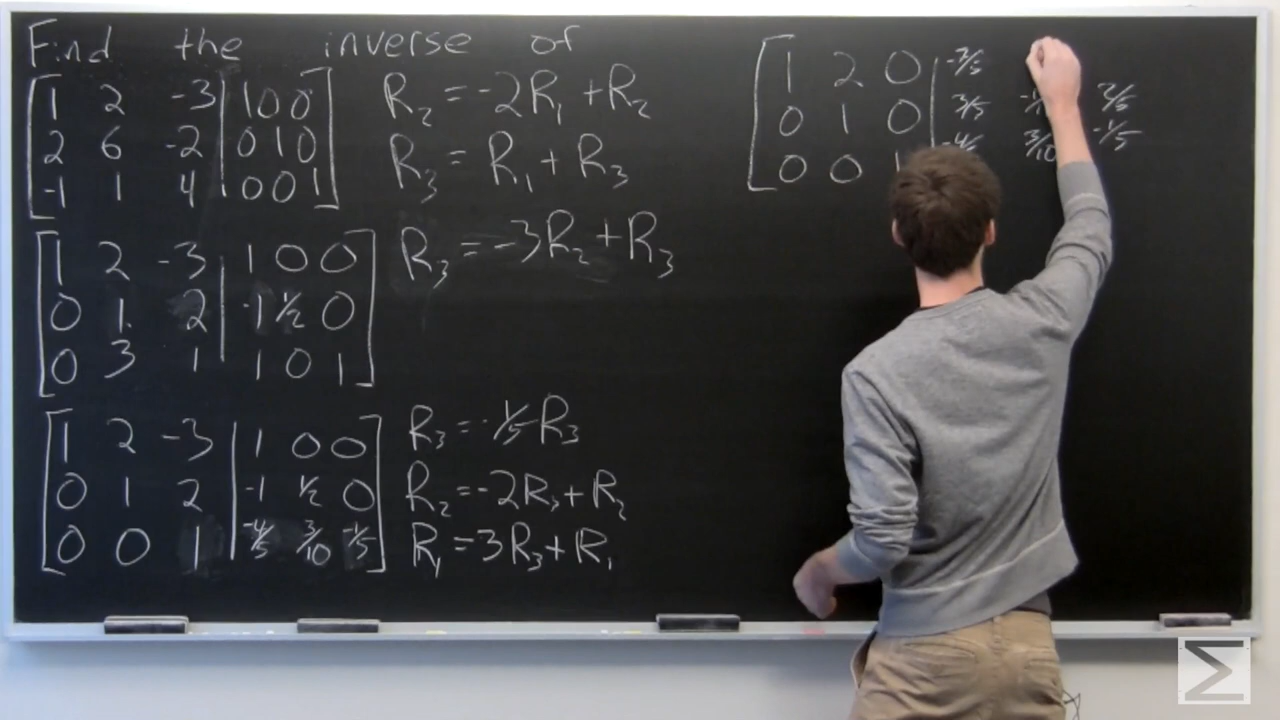 Find the inverse of
1 2 -3 | 1 0 0
2 6 -2 | 0 1 0
-1 1 4 | 0 0 1
R₂ = -2R₁ + R₂
R₃ = R₁ + R₃
1 2 -3 | 1 0 0
0 1 2 | -1 1/2 0
0 3 1 | 1 0 1
R₃ = -3R₂ + R₃
1 2 -3 | 1 0 0
0 1 2 | -1 1/2 0
0 0 1 | -4/5 3/10 -1/5
R₃ = -1/5 R₃
R₂ = -2R₃ + R₂
R₁ = 3R₃ + R₁
1 2 0 | -7/5
0 1 0 | 3/5 2/5
0 0 1 | -4/5 3/10 -1/5
Σ